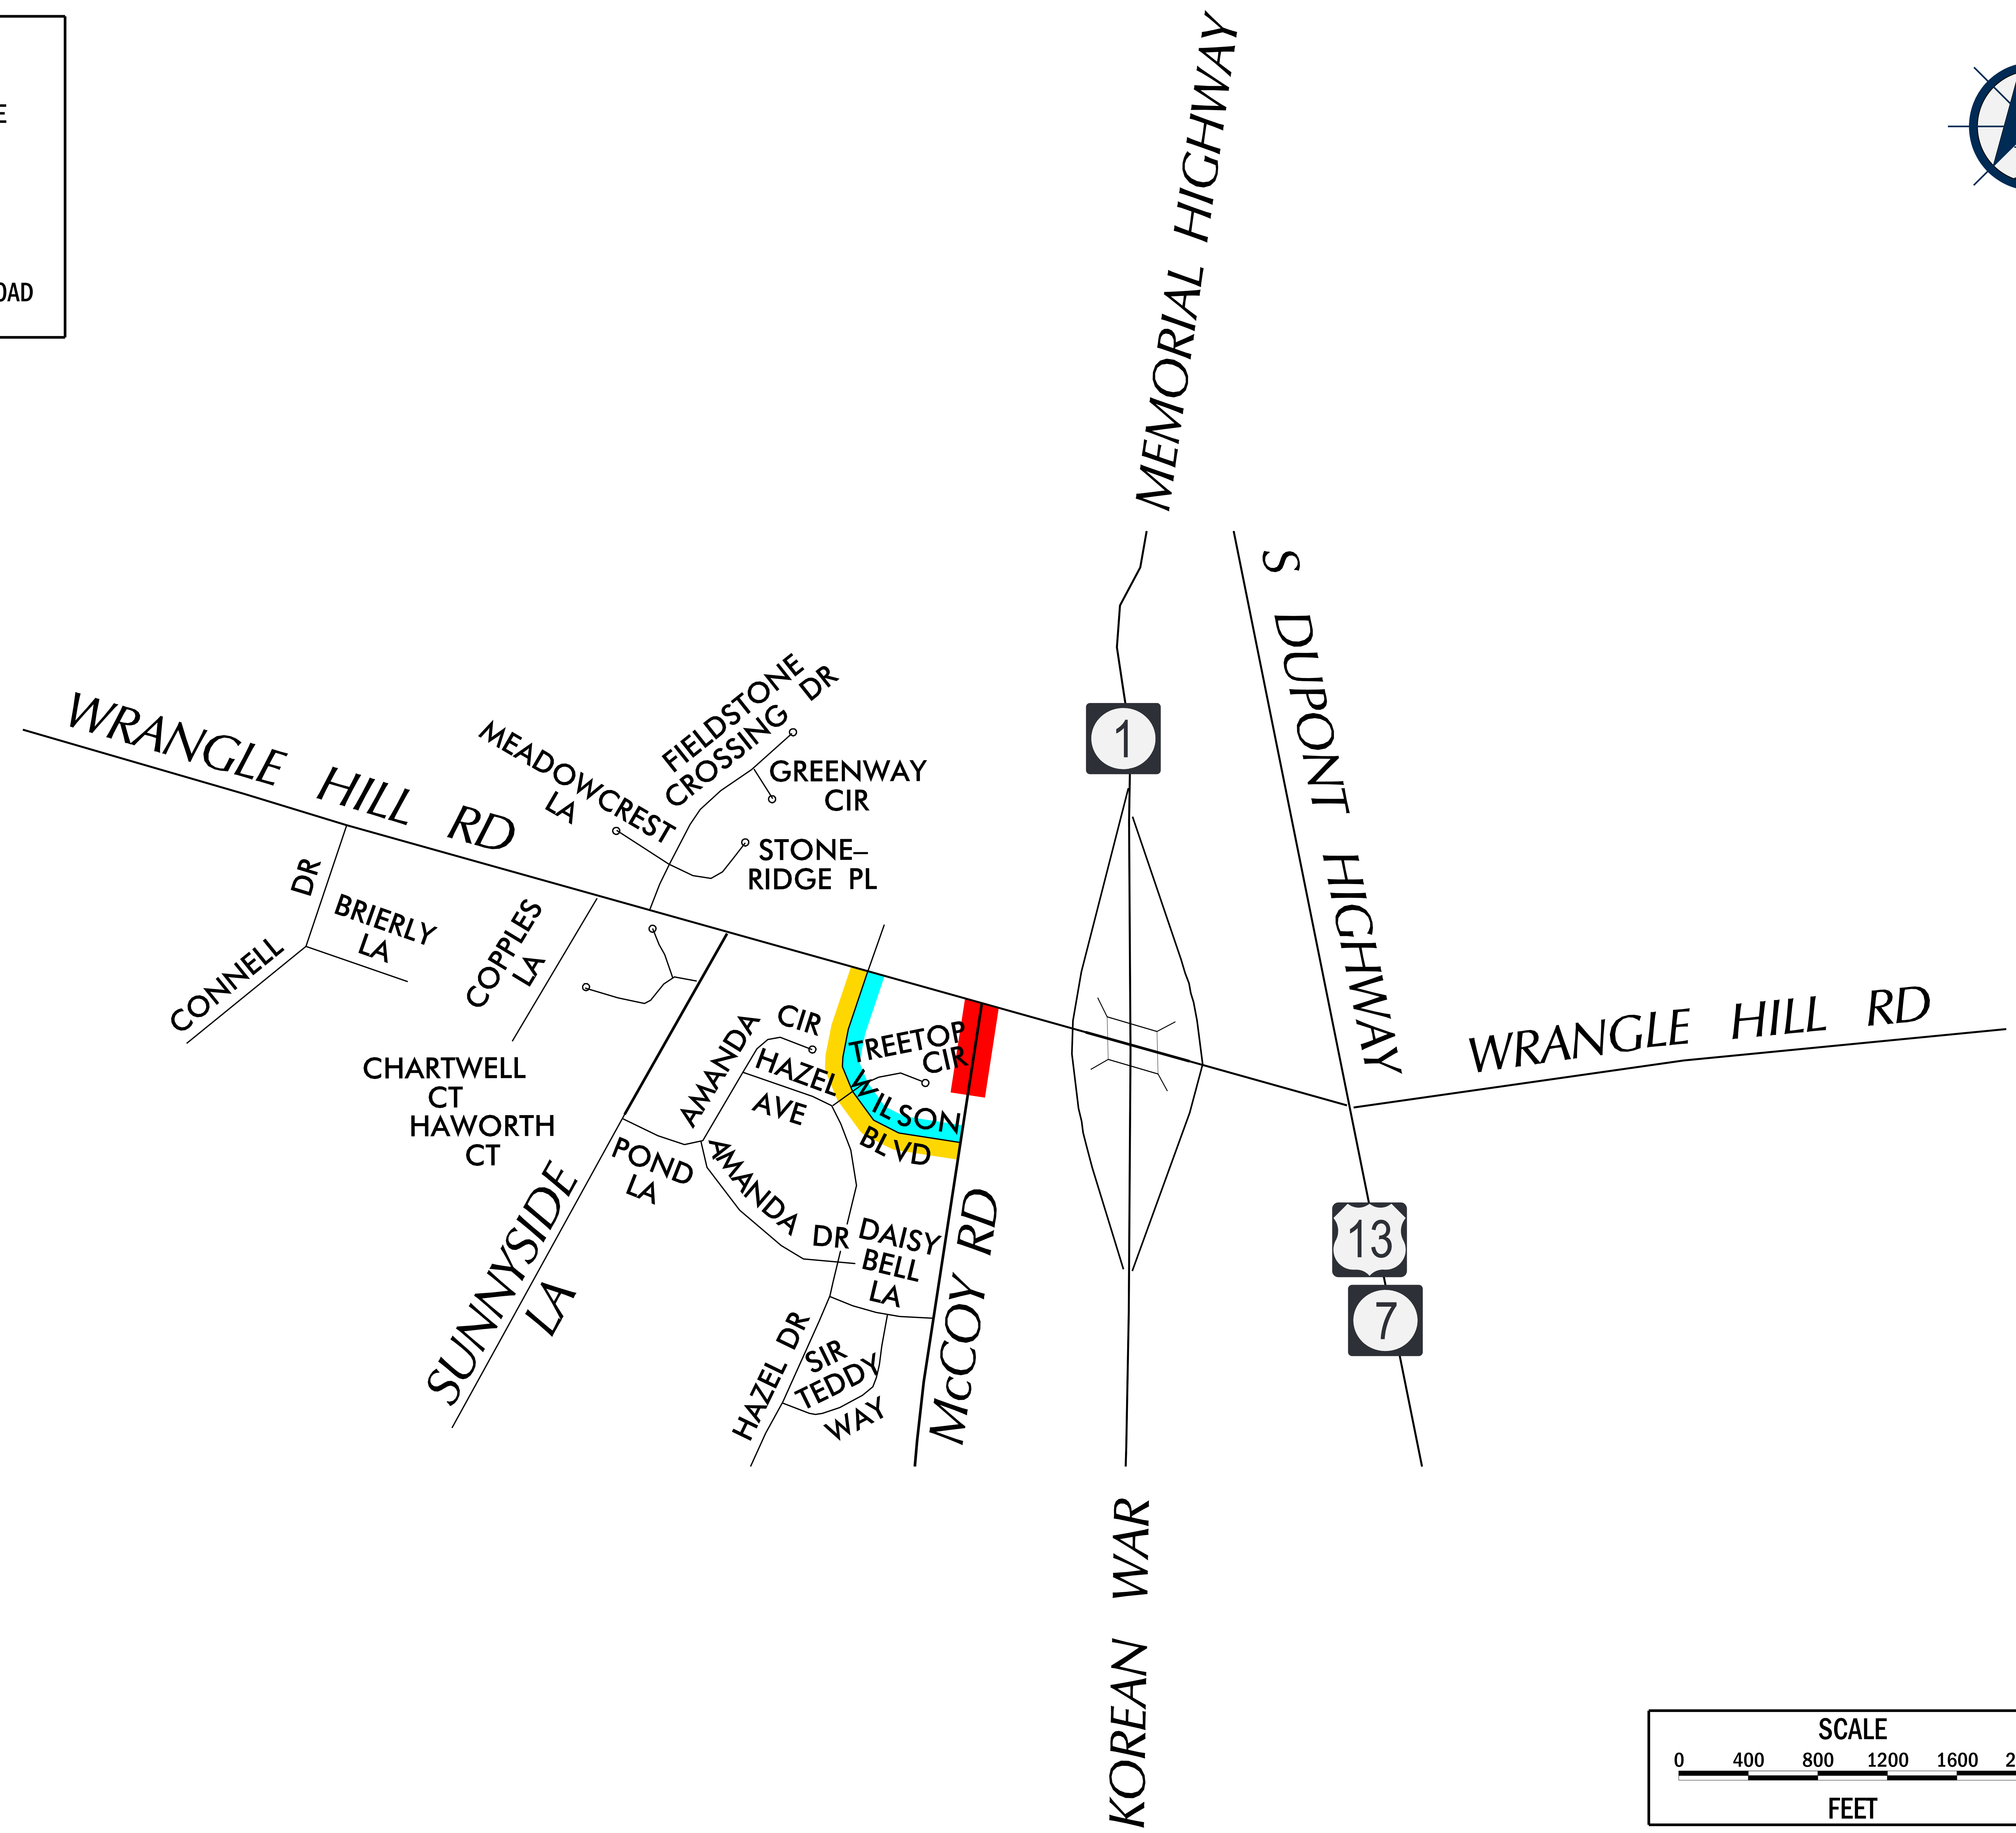 E
OAD
MEMORIAL HIGHWAY
S DUPONT HIGHWAY
WRANGLE HILL RD
MEADOWCREST
LA
FIELDSTONE
CROSSING DR
GREENWAY
CIR
STONE–
RIDGE PL
1
CONNELL DR
BRIERLY
LA
COPPLES
LA
CHARTWELL
CT
HAWORTH
CT
AMANDA CIR
HAZEL
AVE
TREETOP
CIR
WILSON
BLVD
WRANGLE HILL RD
POND
LA
AMANDA DR
DAISY
BELL
LA
SUNNYSIDE
LA
HAZEL DR
SIR
TEDDY
WAY
McCOY RD
13
7
KOREAN WAR
SCALE
0 400 800 1200 1600 2
FEET